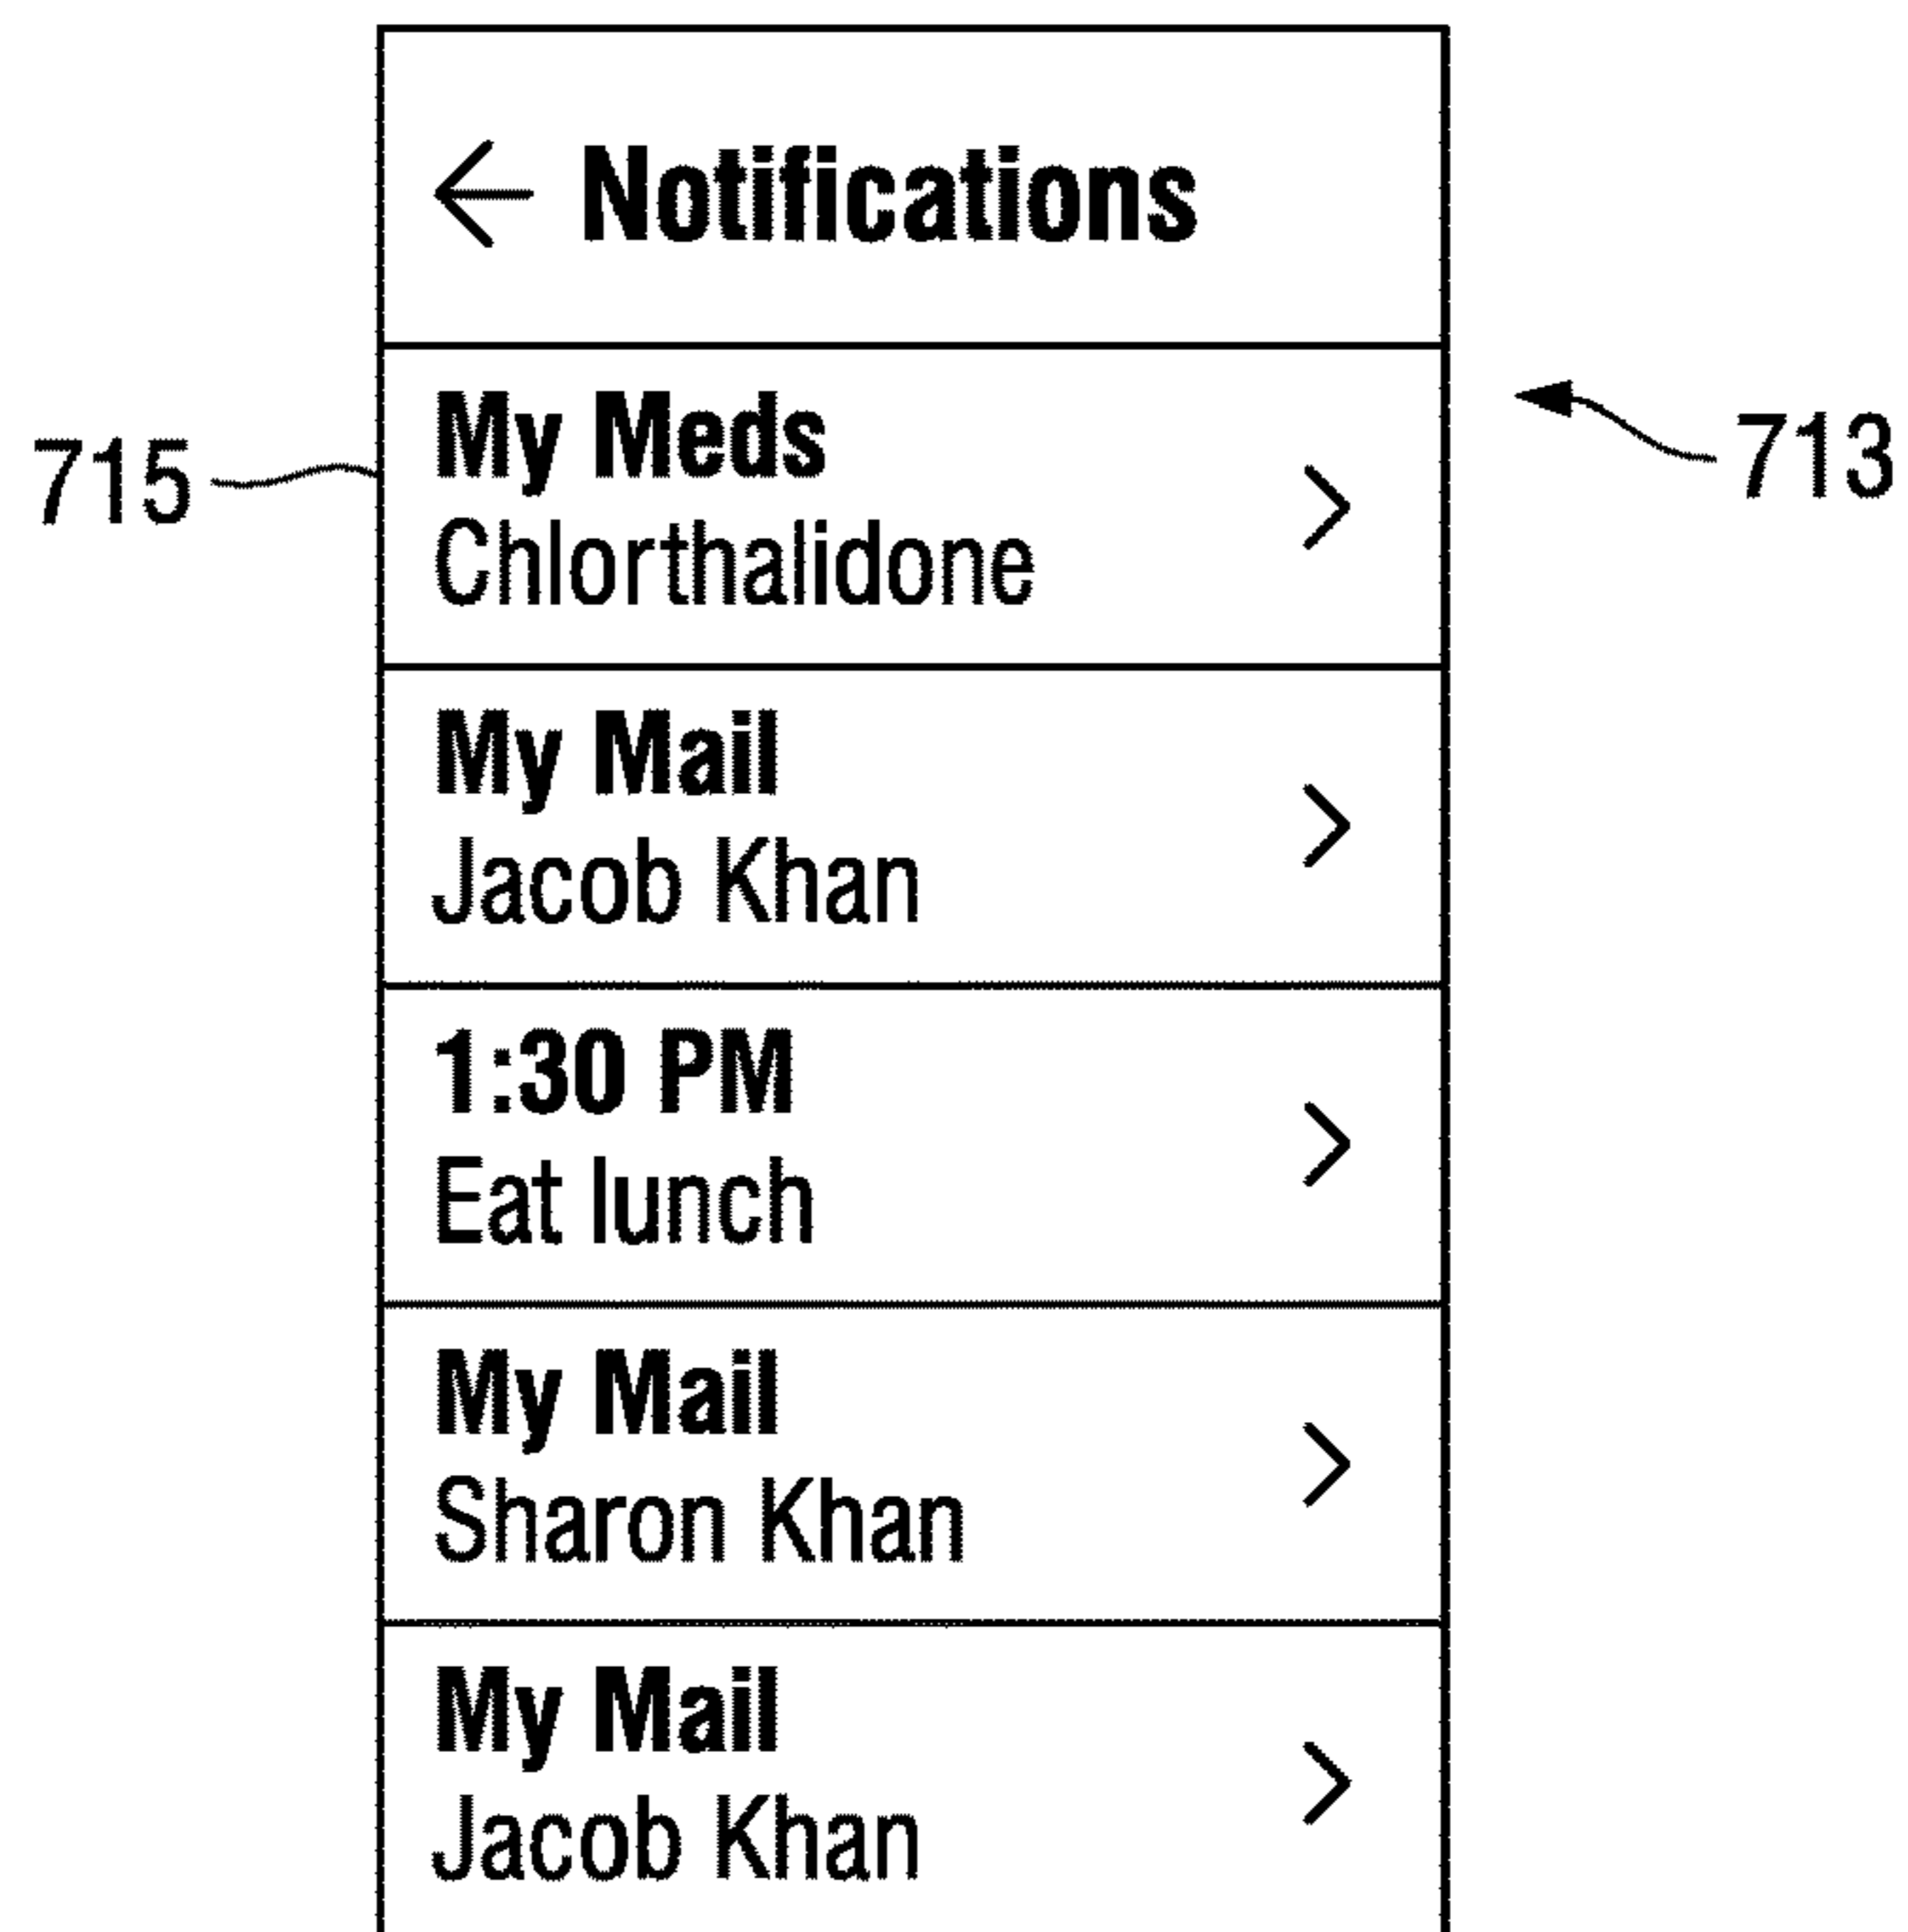 Notifications
My Meds
Chlorthalidone
715
713
My Mail
Jacob Khan
1:30 PM
Eat lunch
My Mail
Sharon Khan
My Mail
Jacob Khan